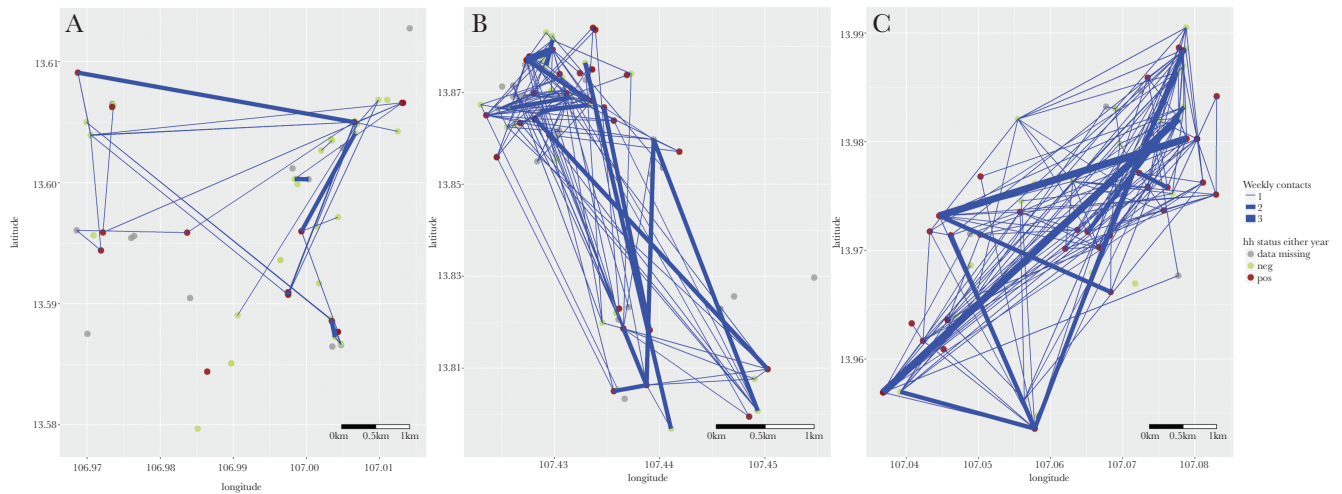 A
13.61
13.60
13.59
13.58
latitude
106.97 106.98 106.99 107.00 107.01
longitude
0km 0.5km 1km
B
13.87
13.85
13.83
13.81
latitude
107.43 107.44 107.45
longitude
0km 0.5km 1km
C
13.99
13.98
13.97
13.96
latitude
107.04 107.05 107.06 107.07 107.08
longitude
0km 0.5km 1km
Weekly contacts
1
2
3
hh status either year
data missing
neg
pos